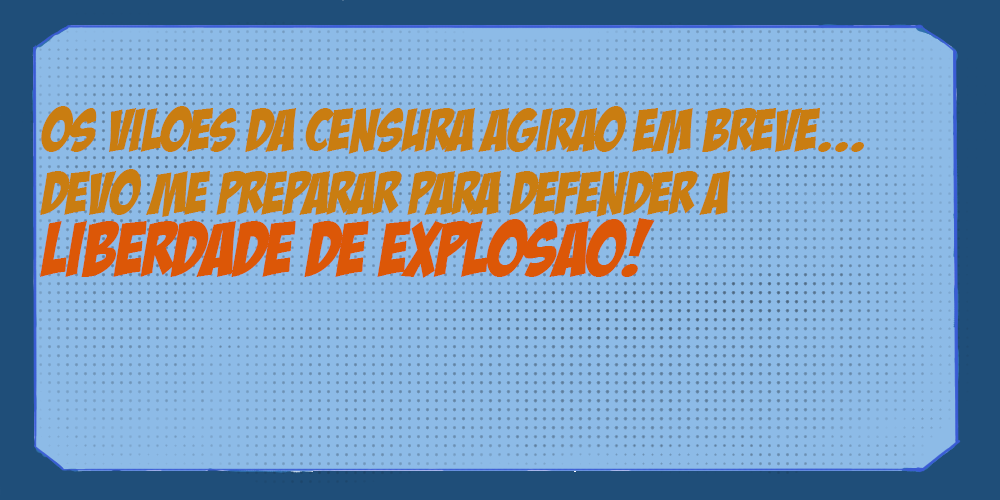 OS VILOES DA CENSURA AGIRAO EM BREVE...
DEVO ME PREPARAR PARA DEFENDER A
LIBERDADE DE EXPLOSAO!